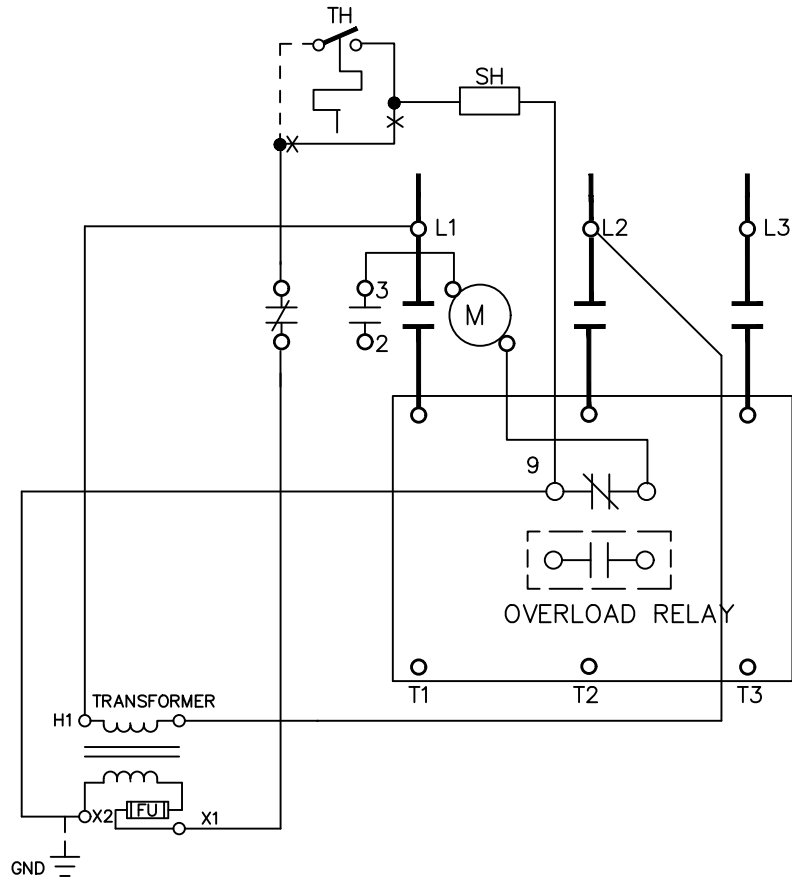 TH
SH
L1
L2
L3
3
M
2
9
OVERLOAD RELAY
T1
T2
T3
TRANSFORMER
H1
X2
FU
X1
GND